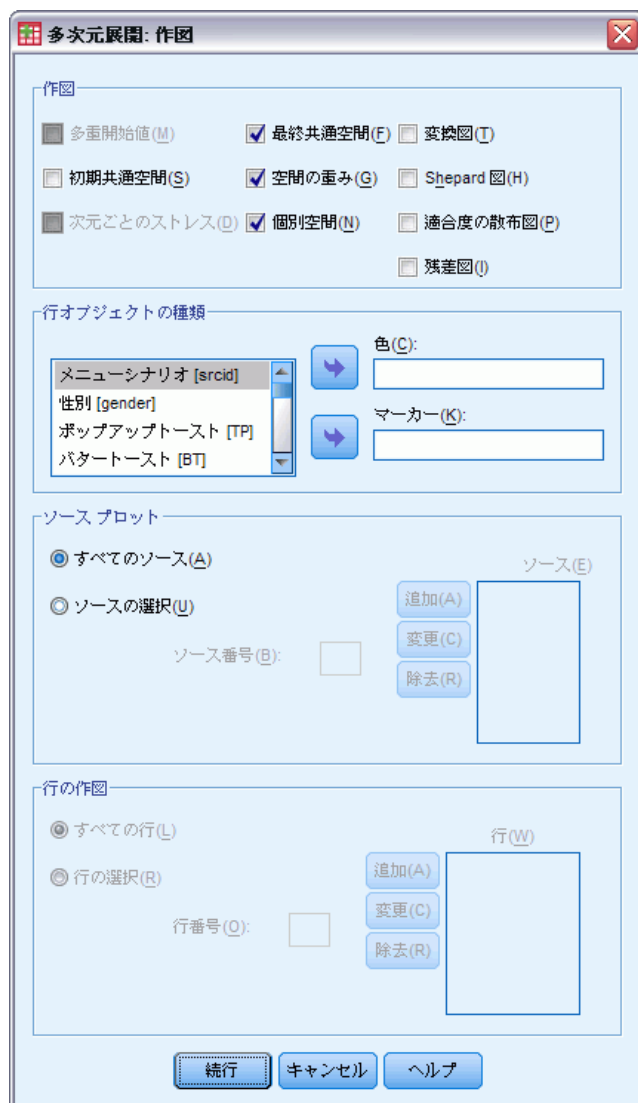 多次元展開: 作図
作図
多重開始値(M) 最終共通空間(F) 変換図(T)
初期共通空間(S) 空間の重み(G) Shepard 図(H)
次元ごとのストレス(D) 個別空間(N) 適合度の散布図(P)
残差図(I)
行オブジェクトの種類
メニューシナリオ [srcid]
性別 [gender]
ポップアップトースト [TP]
バタートースト [BT]
色(C):
マーカー(K):
ソース プロット
すべてのソース(A)
ソースの選択(U)
ソース番号(B):
ソース(E)
追加(A)
変更(C)
除去(R)
行の作図
すべての行(L)
行の選択(R)
行番号(O):
行(W)
追加(A)
変更(C)
除去(R)
続行 キャンセル ヘルプ